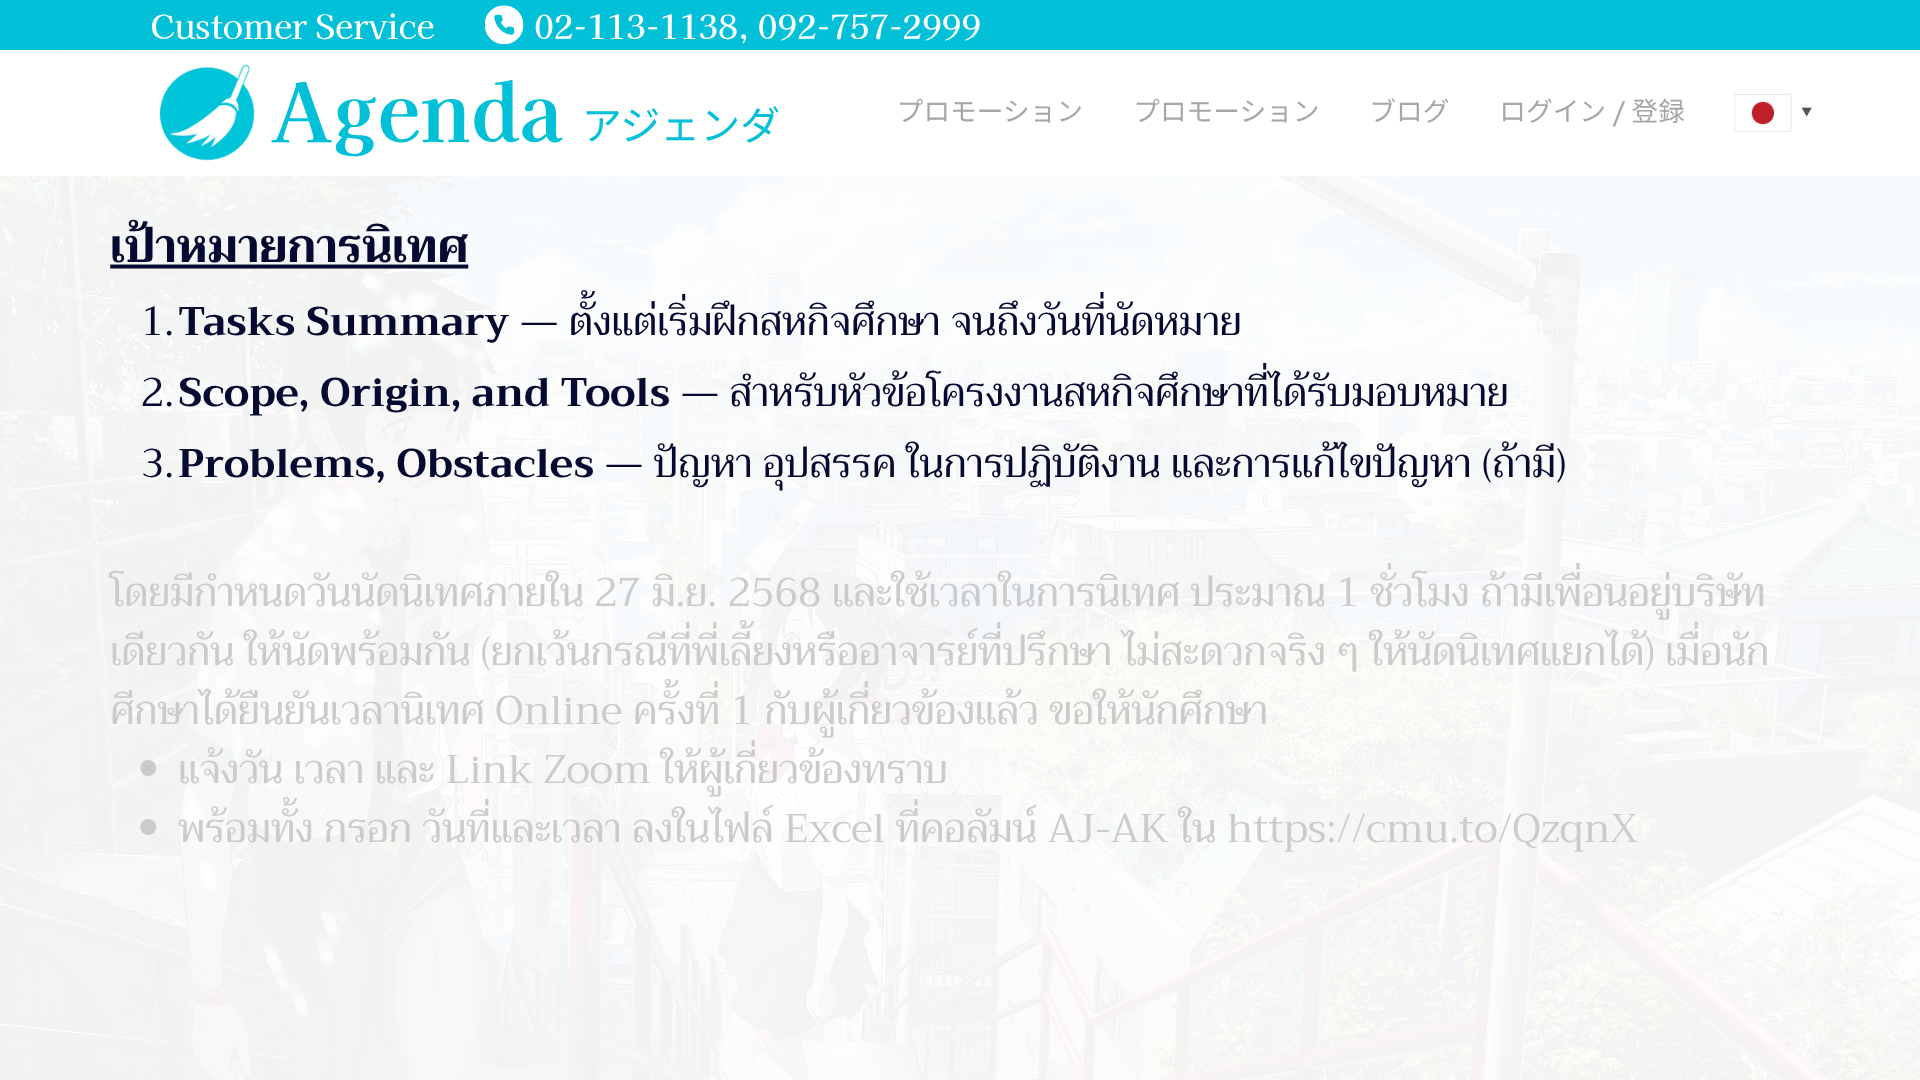 Customer Service 02-113-1138, 092-757-2999
Agenda アジェンダ プロモーション プロモーション ブログ ログイン / 登録
เป้าหมายการนิเทศ
1. Tasks Summary — ตั้งแต่เริ่มฝึกสหกิจศึกษา จนถึงวันที่นัดหมาย
2. Scope, Origin, and Tools — สำหรับหัวข้อโครงงานสหกิจศึกษาที่ได้รับมอบหมาย
3. Problems, Obstacles — ปัญหา อุปสรรค ในการปฏิบัติงาน และการแก้ไขปัญหา (ถ้ามี)
โดยมีกำหนดวันนัดนิเทศภายใน 27 มิ.ย. 2568 และใช้เวลาในการนิเทศ ประมาณ 1 ชั่วโมง ถ้ามีเพื่อนอยู่บริษัท
เดียวกัน ให้นัดพร้อมกัน (ยกเว้นกรณีที่พี่เลี้ยงหรืออาจารย์ที่ปรึกษา ไม่สะดวกจริง ๆ ให้นัดนิเทศแยกได้) เมื่อนัก
ศึกษาได้ยืนยันเวลานิเทศ Online ครั้งที่ 1 กับผู้เกี่ยวข้องแล้ว ขอให้นักศึกษา
• แจ้งวัน เวลา และ Link Zoom ให้ผู้เกี่ยวข้องทราบ
• พร้อมทั้ง กรอก วันที่และเวลา ลงในไฟล์ Excel ที่คอลัมน์ AJ-AK ใน https://cmu.to/QzqnX